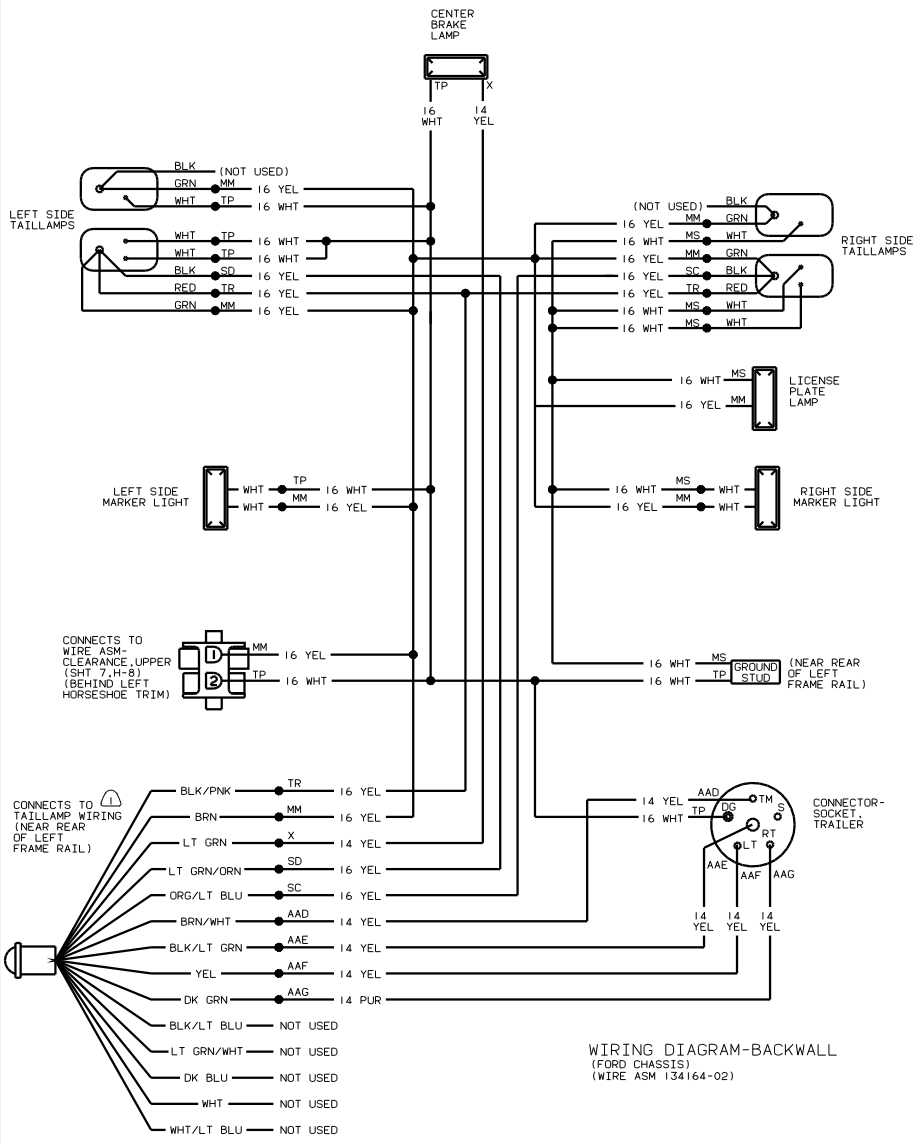 CENTER
BRAKE
LAMP
TP X
16
WHT
14
YEL
LEFT SIDE
TAILLAMPS
BLK (NOT USED)
GRN MM 16 YEL
WHT TP 16 WHT
WHT TP 16 WHT
WHT TP 16 WHT
BLK SD 16 YEL
RED TR 16 YEL
GRN MM 16 YEL
(NOT USED) BLK
16 YEL MM GRN
16 WHT MS WHT
16 YEL MM GRN
16 YEL SC BLK
16 YEL TR RED
16 WHT MS WHT
16 WHT MS WHT
RIGHT SIDE
TAILLAMPS
16 WHT MS
16 YEL MM
LICENSE
PLATE
LAMP
LEFT SIDE
MARKER LIGHT
WHT TP 16 WHT
WHT MM 16 YEL
16 WHT MS WHT
16 YEL MM WHT
RIGHT SIDE
MARKER LIGHT
CONNECTS TO
WIRE ASM-
CLEARANCE,UPPER
(SHT 7,H-8)
(BEHIND LEFT
HORSESHOE TRIM)
1 MM 16 YEL
2 TP 16 WHT
16 WHT MS
16 WHT TP
GROUND
STUD
(NEAR REAR
OF LEFT
FRAME RAIL)
CONNECTS TO 1
TAILLAMP WIRING
(NEAR REAR
OF LEFT
FRAME RAIL)
BLK/PNK TR 16 YEL
BRN MM 16 YEL
LT GRN X 14 YEL
LT GRN/ORN SD 16 YEL
ORG/LT BLU SC 16 YEL
BRN/WHT AAD 14 YEL
BLK/LT GRN AAE 14 YEL
YEL AAF 14 YEL
DK GRN AAG 14 PUR
BLK/LT BLU NOT USED
LT GRN/WHT NOT USED
DK BLU NOT USED
WHT NOT USED
WHT/LT BLU NOT USED
14 YEL AAD TM
16 WHT TP DG S
LT RT
AAE AAF AAG
14
YEL
14
YEL
14
YEL
CONNECTOR-
SOCKET,
TRAILER
WIRING DIAGRAM-BACKWALL
(FORD CHASSIS)
(WIRE ASM 134164-02)